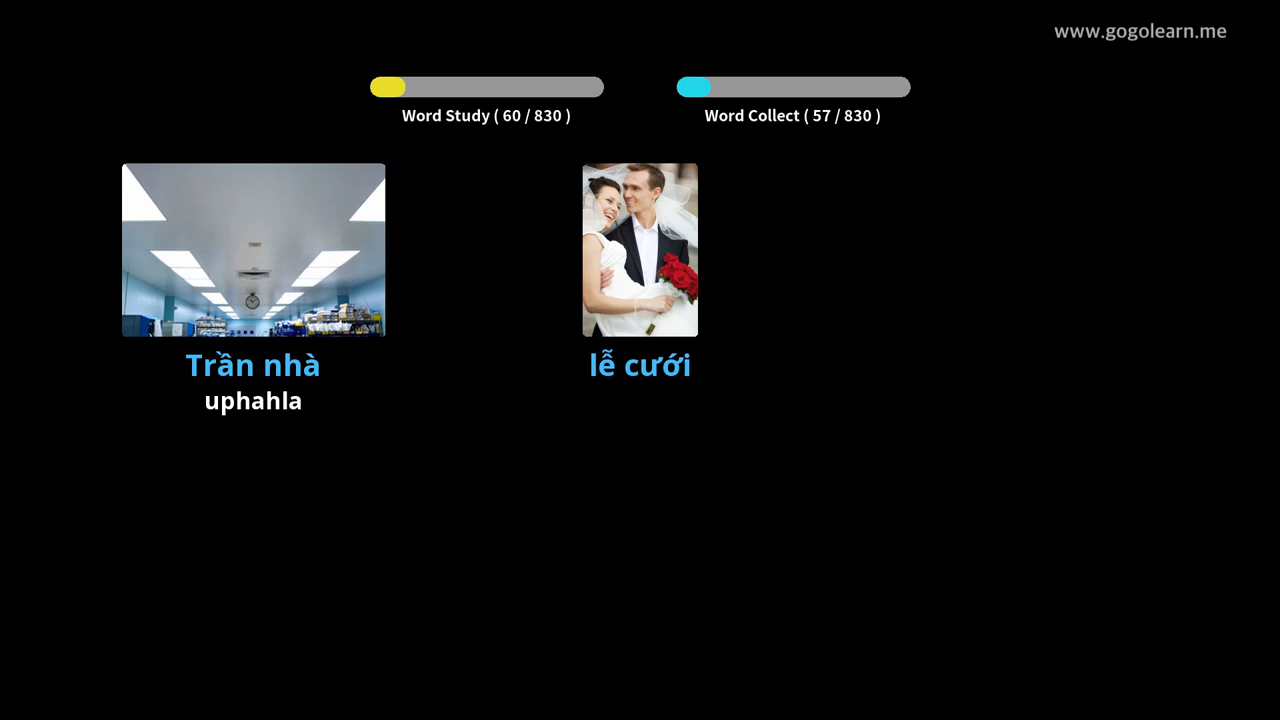 www.gogolearn.me
Word Study ( 60 / 830 )
Word Collect ( 57 / 830 )
Trần nhà
uphahla
lễ cưới